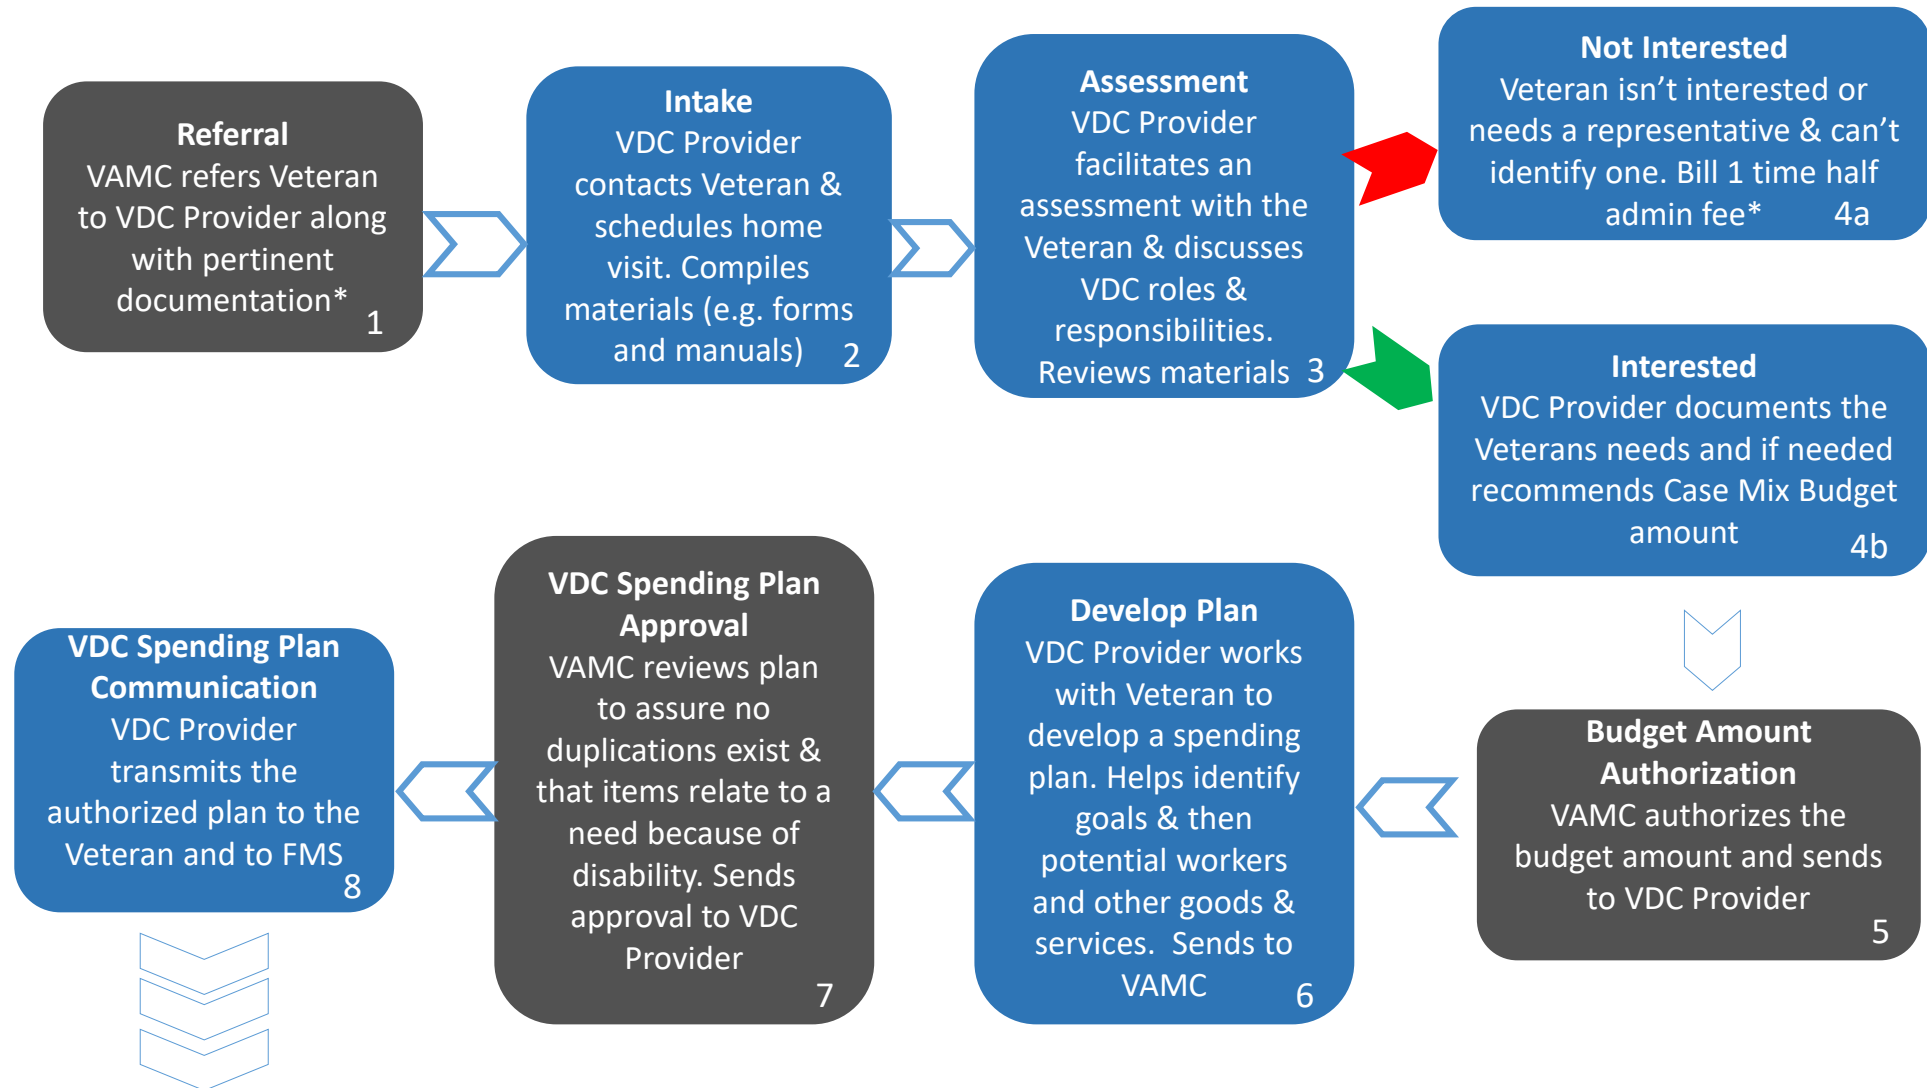 Referral
VAMC refers Veteran
to VDC Provider along
with pertinent
documentation*
1
Intake
VDC Provider
contacts Veteran &
schedules home
visit. Compiles
materials (e.g. forms
and manuals)
2
Assessment
VDC Provider
facilitates an
assessment with the
Veteran & discusses
VDC roles &
responsibilities.
Reviews materials
3
Not Interested
Veteran isn’t interested or
needs a representative & can’t
identify one. Bill 1 time half
admin fee*
4a
Interested
VDC Provider documents the
Veterans needs and if needed
recommends Case Mix Budget
amount
4b
Budget Amount
Authorization
VAMC authorizes the
budget amount and sends
to VDC Provider
5
Develop Plan
VDC Provider works
with Veteran to
develop a spending
plan. Helps identify
goals & then
potential workers
and other goods &
services.  Sends to
VAMC
6
VDC Spending Plan
Approval
VAMC reviews plan
to assure no
duplications exist &
that items relate to a
need because of
disability. Sends
approval to VDC
Provider
7
VDC Spending Plan
Communication
VDC Provider
transmits the
authorized plan to the
Veteran and to FMS
8